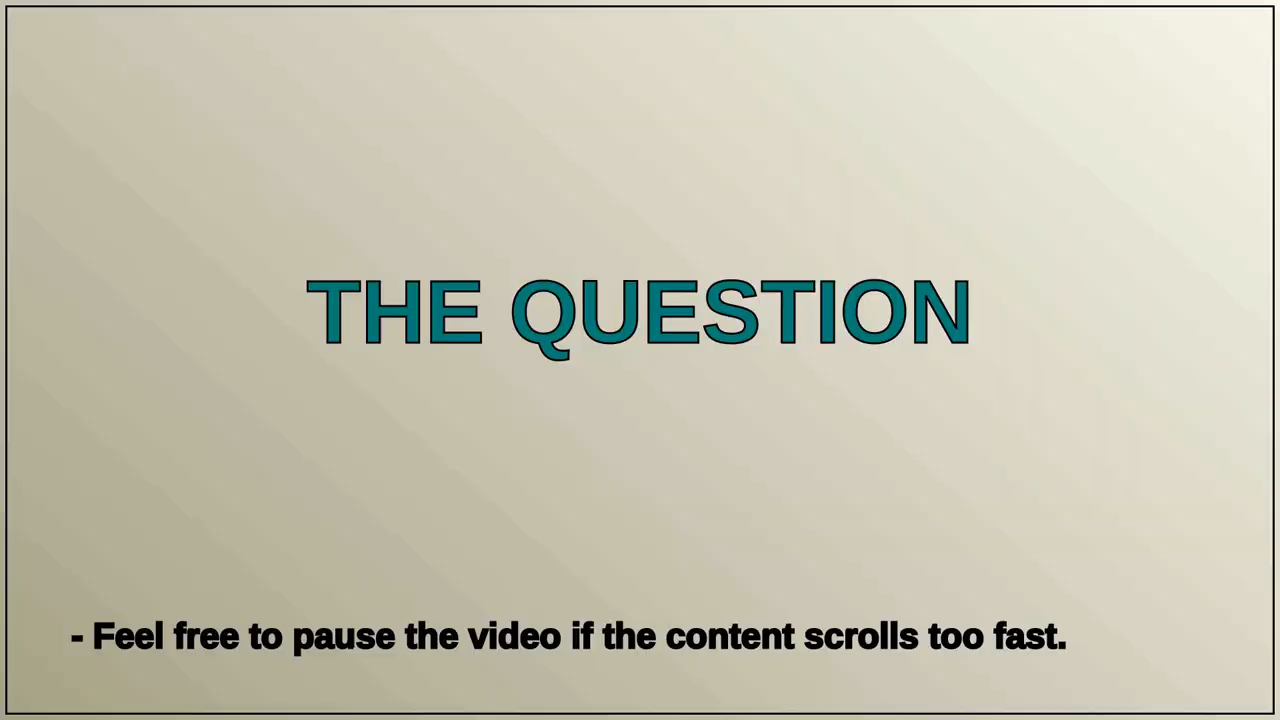 THE QUESTION
- Feel free to pause the video if the content scrolls too fast.